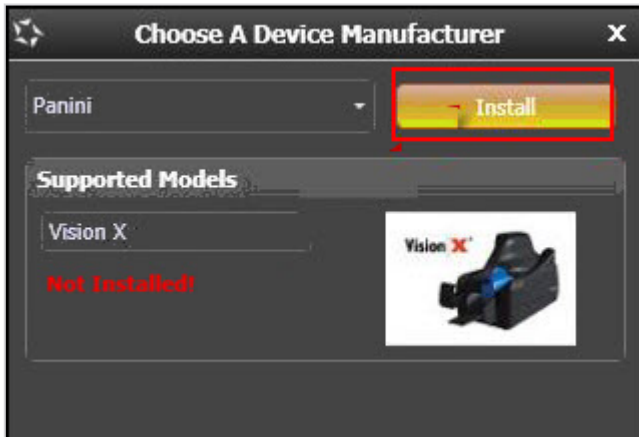 Choose A Device Manufacturer X
Panini Install
Supported Models
Vision X
Vision X
Not Installed!